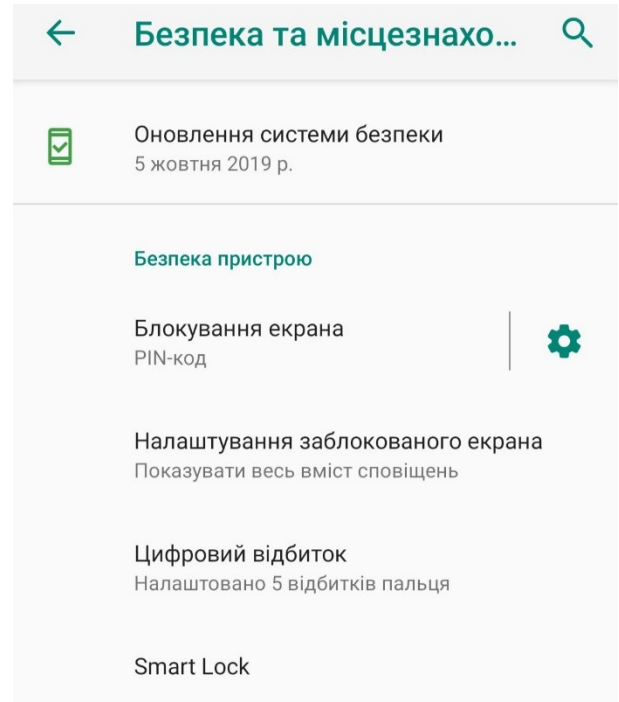 Безпека та місцезнахо...
Оновлення системи безпеки
5 жовтня 2019 р.
Безпека пристрою
Блокування екрана
PIN-код
Налаштування заблокованого екрана
Показувати весь вміст сповіщень
Цифровий відбиток
Налаштовано 5 відбитків пальця
Smart Lock